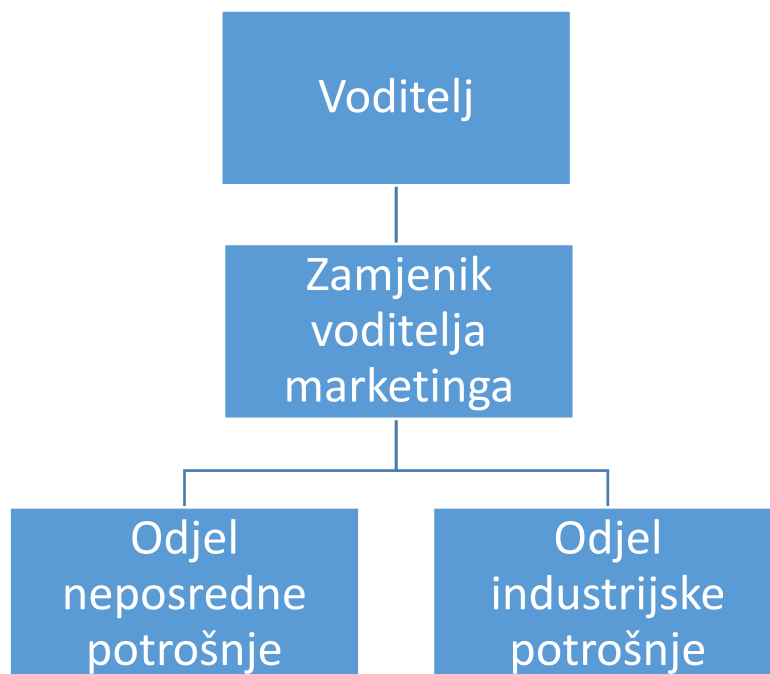 Voditelj
Zamjenik
voditelja
marketinga
Odjel
neposredne
potrošnje
Odjel
industrijske
potrošnje